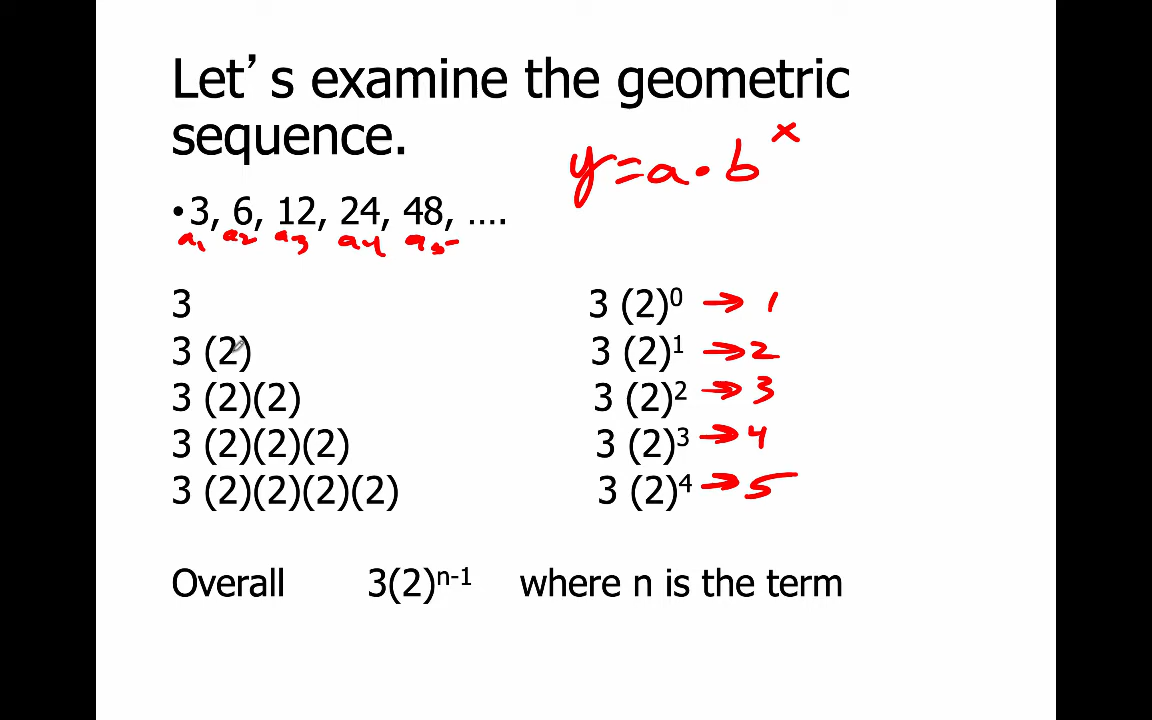 Let's examine the geometric
sequence.
y = a · b^x
•3, 6, 12, 24, 48, ....
a1 a2 a3 a4 a5
3 3 (2)^0 → 1
3 (2) 3 (2)^1 → 2
3 (2)(2) 3 (2)^2 → 3
3 (2)(2)(2) 3 (2)^3 → 4
3 (2)(2)(2)(2) 3 (2)^4 → 5
Overall 3(2)^n-1 where n is the term